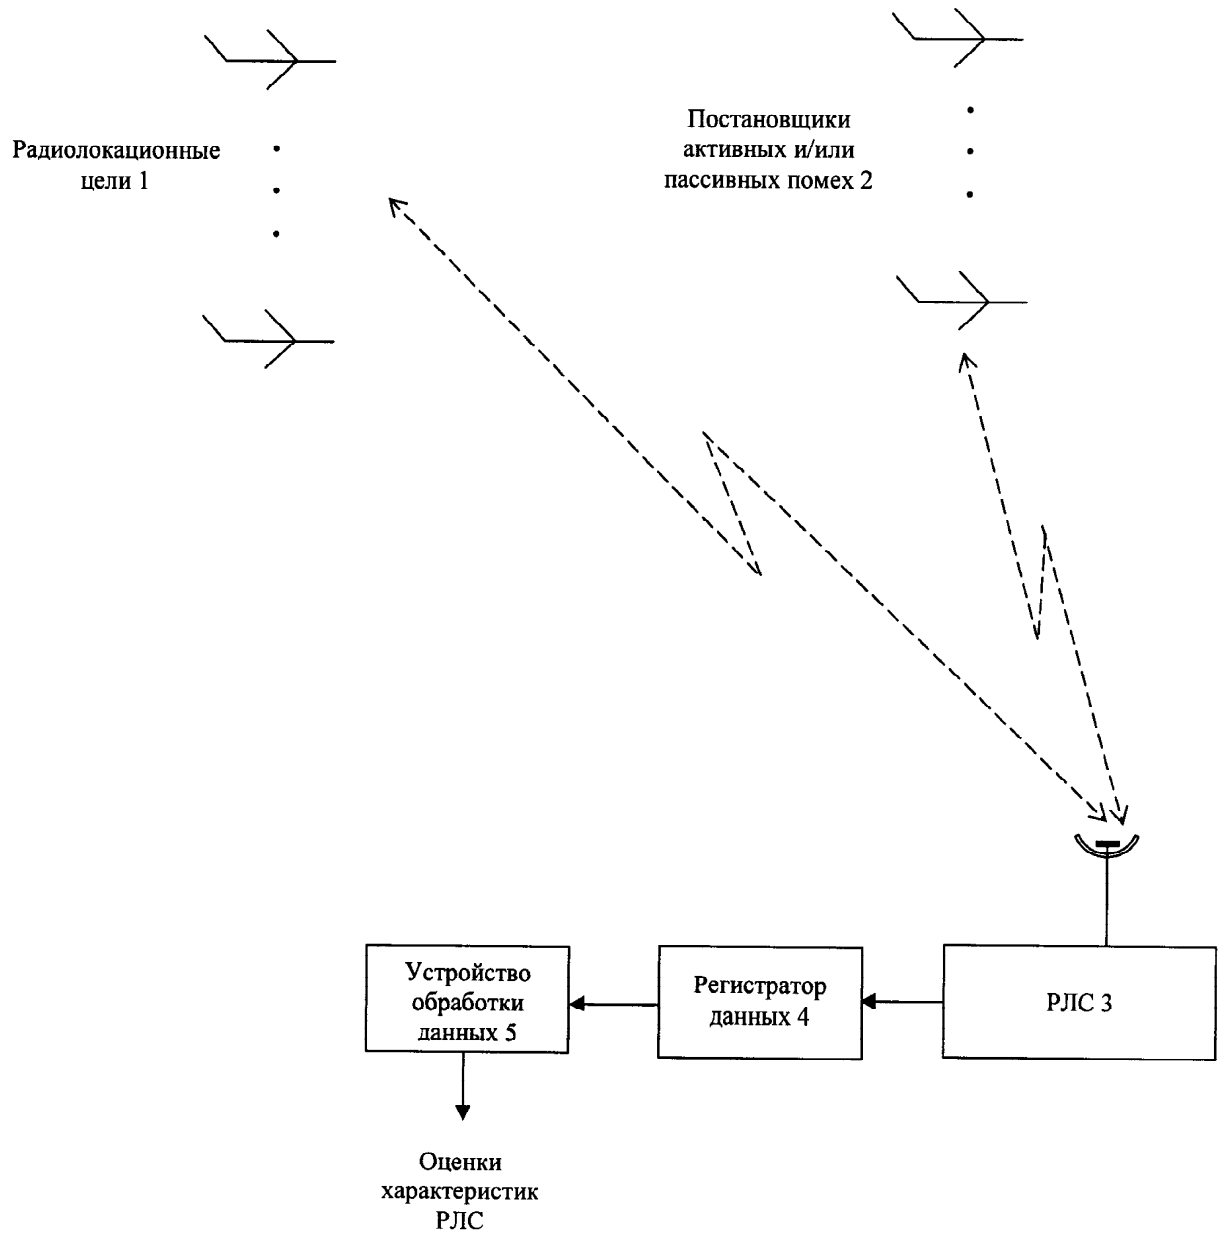 Радиолокационные
цели 1
Постановщики
активных и/или
пассивных помех 2
Устройство
обработки
данных 5
Регистратор
данных 4
РЛС 3
Оценки
характеристик
РЛС